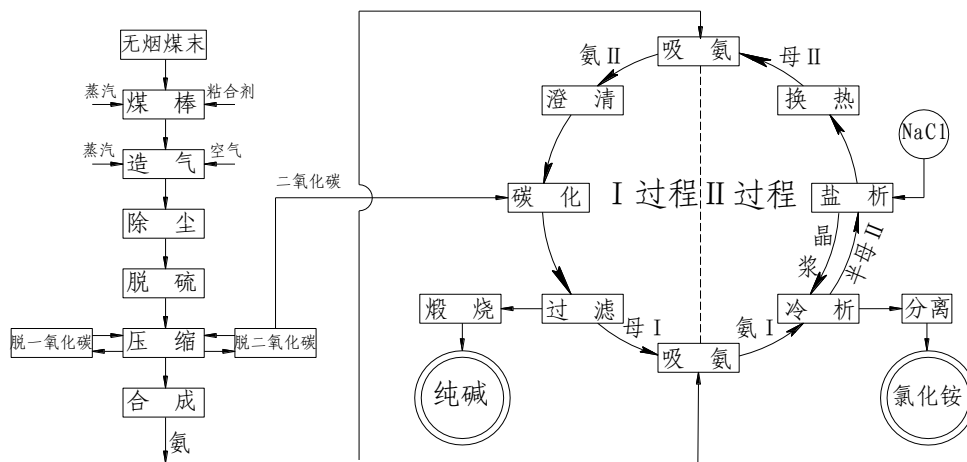 无烟煤末
蒸汽
煤棒
粘合剂
蒸汽
造气
空气
除尘
脱硫
脱一氧化碳
压缩
脱二氧化碳
合成
氨
二氧化碳
吸氨
氨Ⅱ
母Ⅱ
澄清
换热
NaCl
碳化
Ⅰ过程
Ⅱ过程
盐析
晶浆
半母Ⅱ
煅烧
过滤
母Ⅰ
氨Ⅰ
冷析
分离
吸氨
纯碱
氯化铵